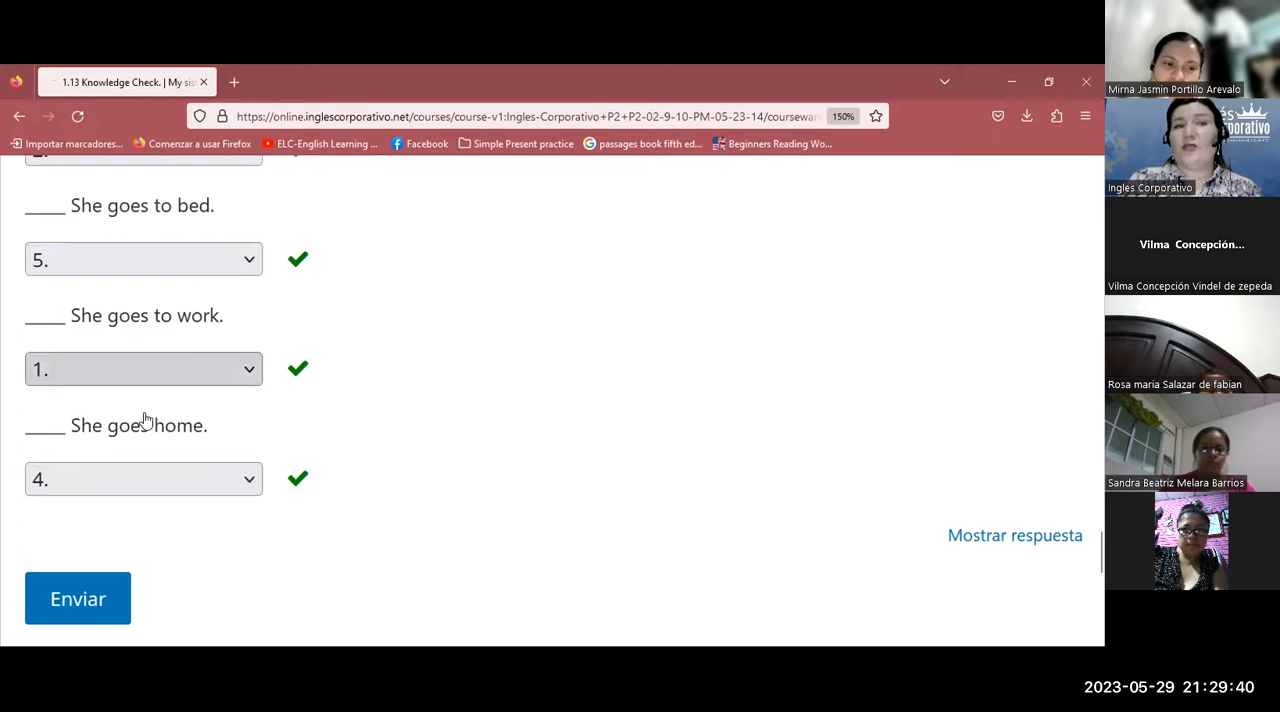 1.13 Knowledge Check. | My sis
https://online.inglescorporativo.net/courses/course-v1:Ingles-Corporativo+P2+P2-02-9-10-PM-05-23-14/coursewar
150%
Importar marcadores...
Comenzar a usar Firefox
ELC-English Learning ...
Facebook
Simple Present practice
passages book fifth ed...
Beginners Reading Wo...
_____ She goes to bed.
5.
_____ She goes to work.
1.
_____ She goes home.
4.
Mostrar respuesta
Enviar
Mirna Jasmin Portillo Arevalo
Ingles Corporativo
Vilma Concepción...
Vilma Concepción Vindel de zepeda
Rosa maria Salazar de fabian
Sandra Beatriz Melara Barrios
2023-05-29 21:29:40